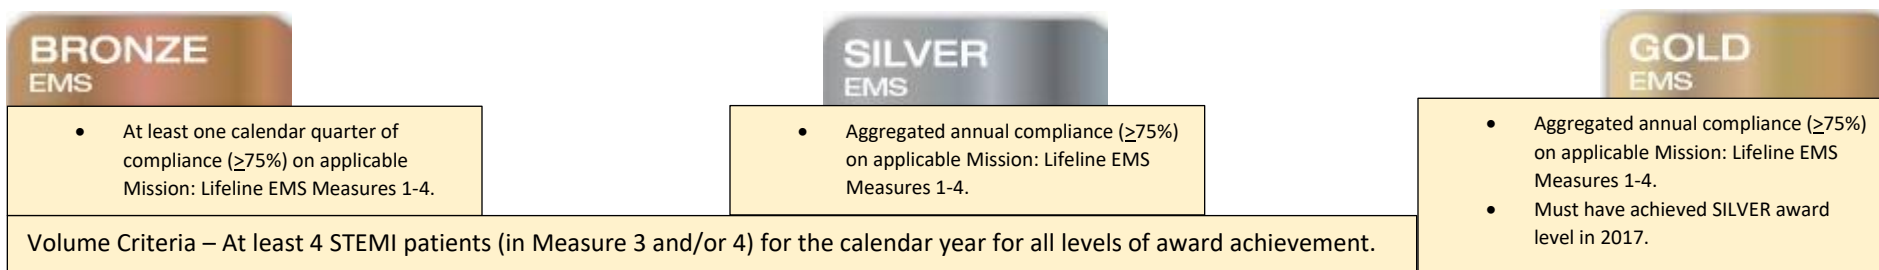 BRONZE
EMS
• At least one calendar quarter of
compliance (≥75%) on applicable
Mission: Lifeline EMS Measures 1-4.
SILVER
EMS
• Aggregated annual compliance (≥75%)
on applicable Mission: Lifeline EMS
Measures 1-4.
GOLD
EMS
• Aggregated annual compliance (≥75%)
on applicable Mission: Lifeline EMS
Measures 1-4.
• Must have achieved SILVER award
level in 2017.
Volume Criteria – At least 4 STEMI patients (in Measure 3 and/or 4) for the calendar year for all levels of award achievement.